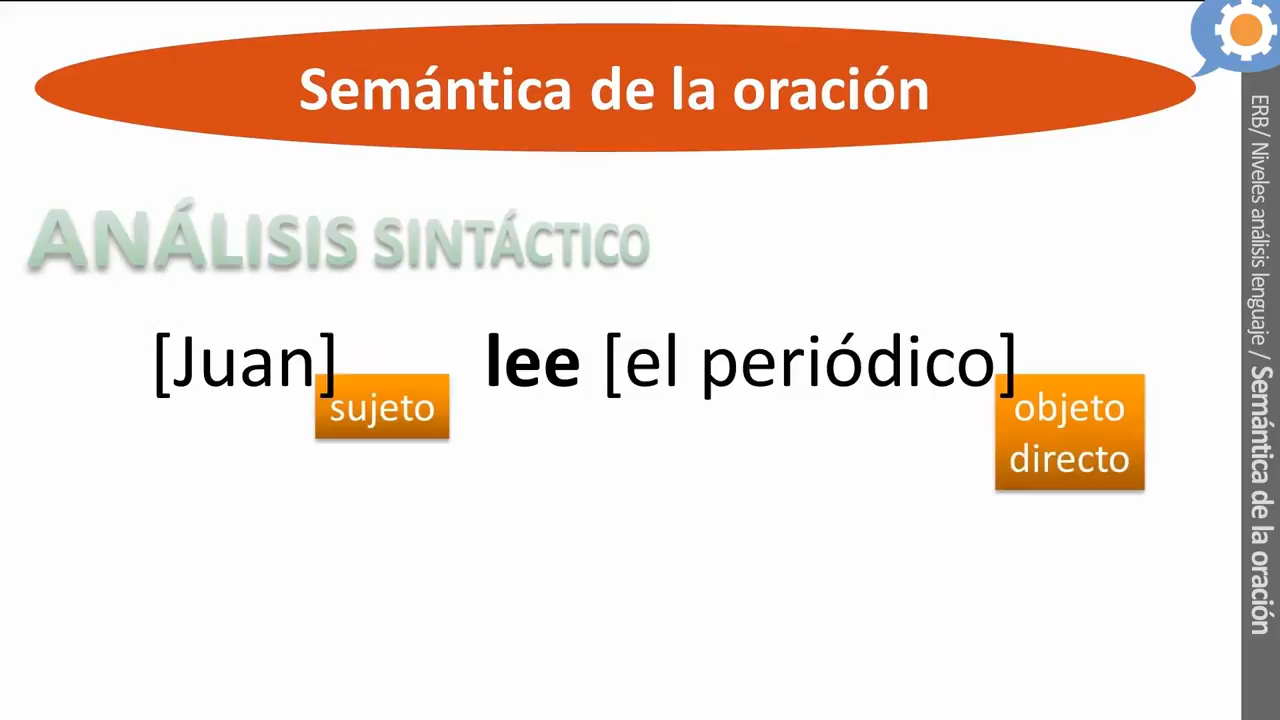 Semántica de la oración
ANÁLISIS SINTÁCTICO
[Juan] lee [el periódico]
sujeto
objeto
directo
ERB/ Niveles análisis lenguaje / Semántica de la oración